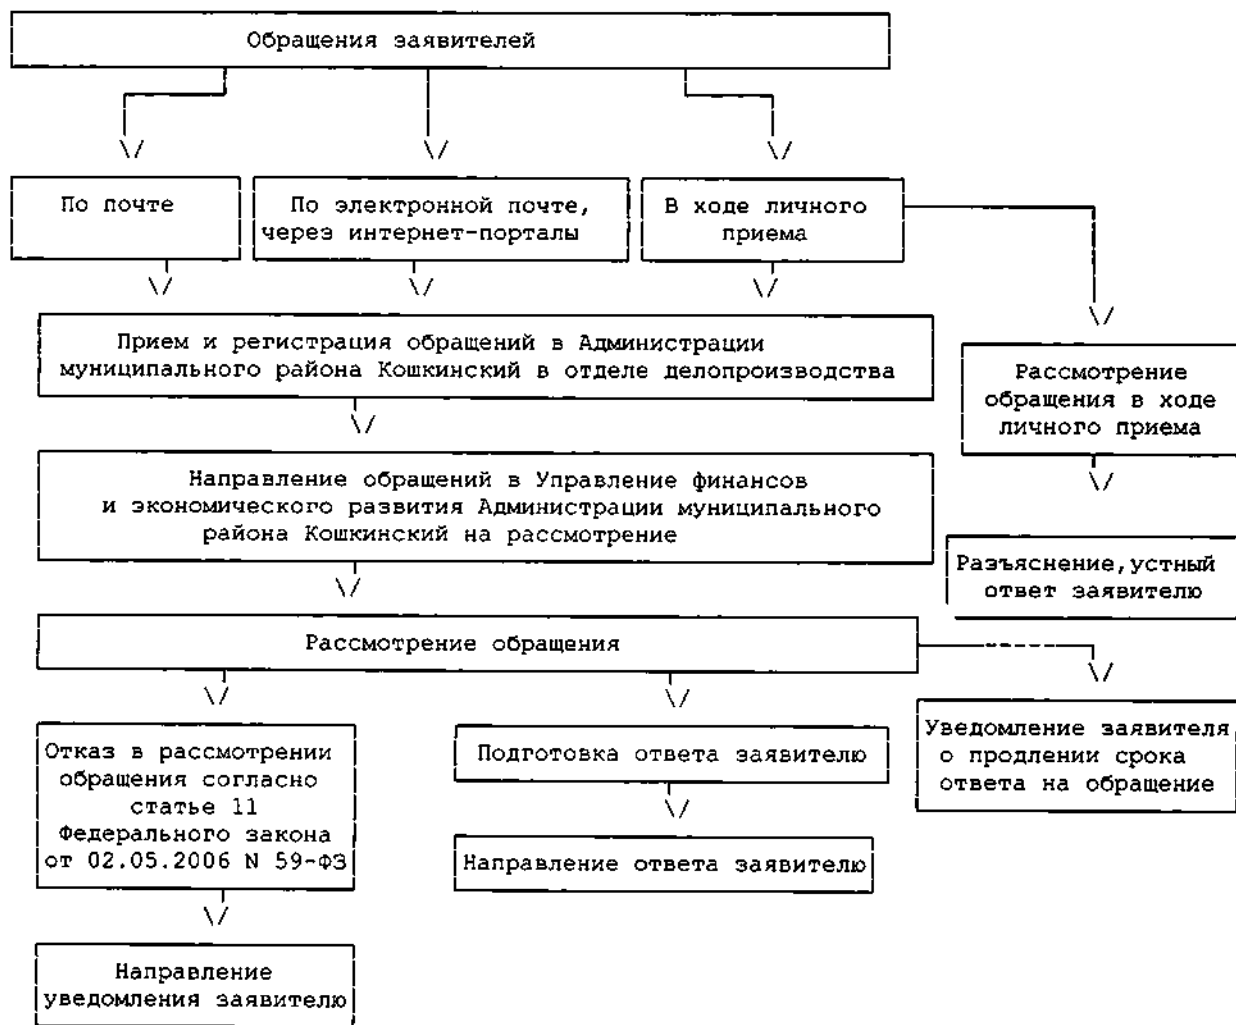 Обращения заявителей
По почте
По электронной почте,
через интернет-порталы
В ходе личного
приема
Прием и регистрация обращений в Администрации
муниципального района Кошкинский в отделе делопроизводства
Рассмотрение
обращения в ходе
личного приема
Направление обращений в Управление финансов
и экономического развития Администрации муниципального
района Кошкинский на рассмотрение
Разъяснение,устный
ответ заявителю
Рассмотрение обращения
Отказ в рассмотрении
обращения согласно
статье 11
Федерального закона
от 02.05.2006 N 59-ФЗ
Подготовка ответа заявителю
Уведомление заявителя
о продлении срока
ответа на обращение
Направление ответа заявителю
Направление
уведомления заявителю